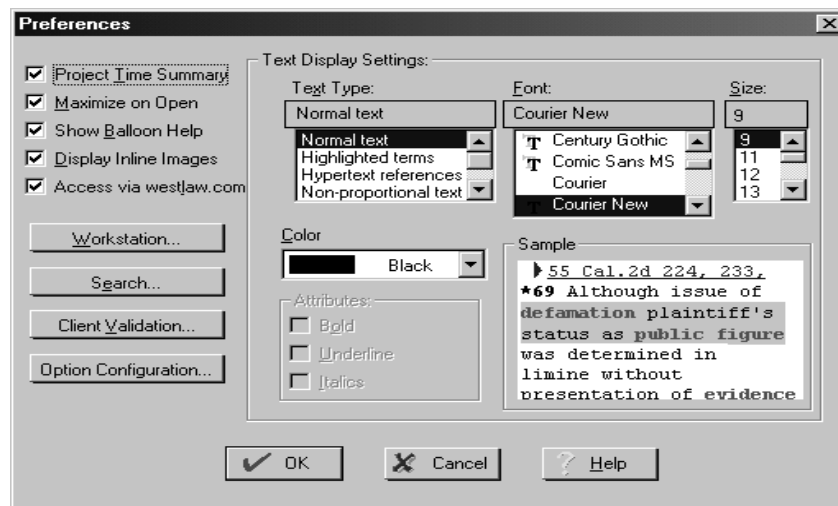 Preferences
Project Time Summary
Maximize on Open
Show Balloon Help
Display Inline Images
Access via westlaw.com
Workstation...
Search...
Client Validation...
Option Configuration...
Text Display Settings:
Text Type:
Normal text
Normal text
Highlighted terms
Hypertext references
Non-proportional text
Font:
Courier New
Century Gothic
Comic Sans MS
Courier
Courier New
Size:
9
9
11
12
13
Color
Black
Attributes:
Bold
Underline
Italics
Sample
55 Cal.2d 224, 233,
*69 Although issue of
defamation plaintiff's
status as public figure
was determined in
limine without
presentation of evidence
OK
Cancel
Help